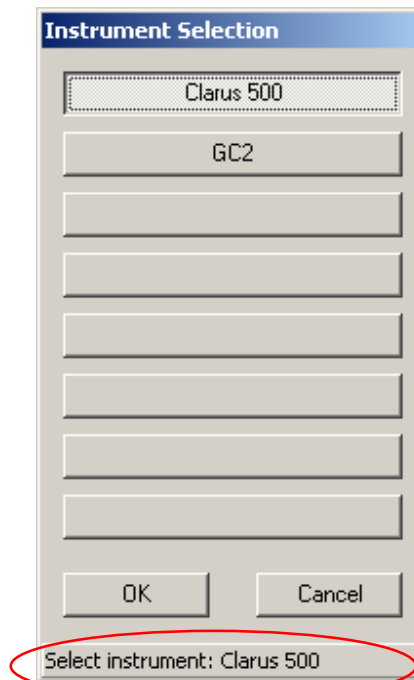 Instrument Selection
Clarus 500
GC2
OK Cancel
Select instrument: Clarus 500